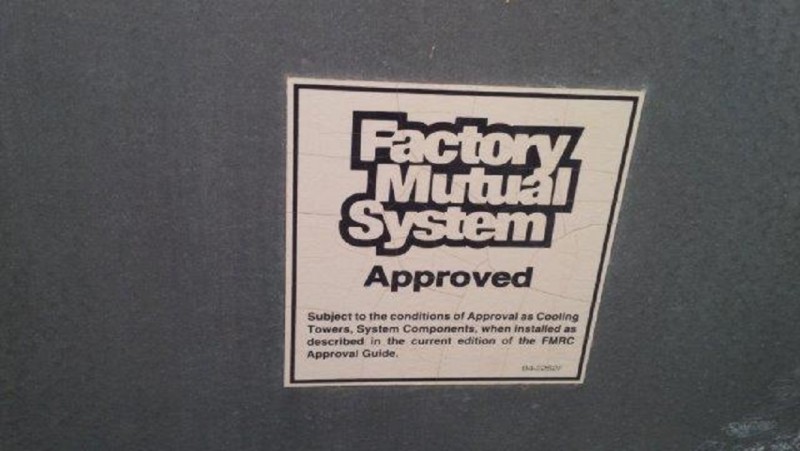 Factory
Mutual
System
Approved
Subject to the conditions of Approval as Cooling
Towers, System Components, when installed as
described in the current edition of the FMRC
Approval Guide.